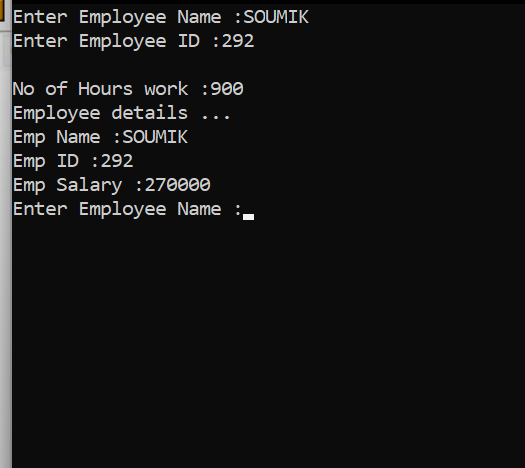 Enter Employee Name :SOUMIK
Enter Employee ID :292
No of Hours work :900
Employee details ...
Emp Name :SOUMIK
Emp ID :292
Emp Salary :270000
Enter Employee Name :